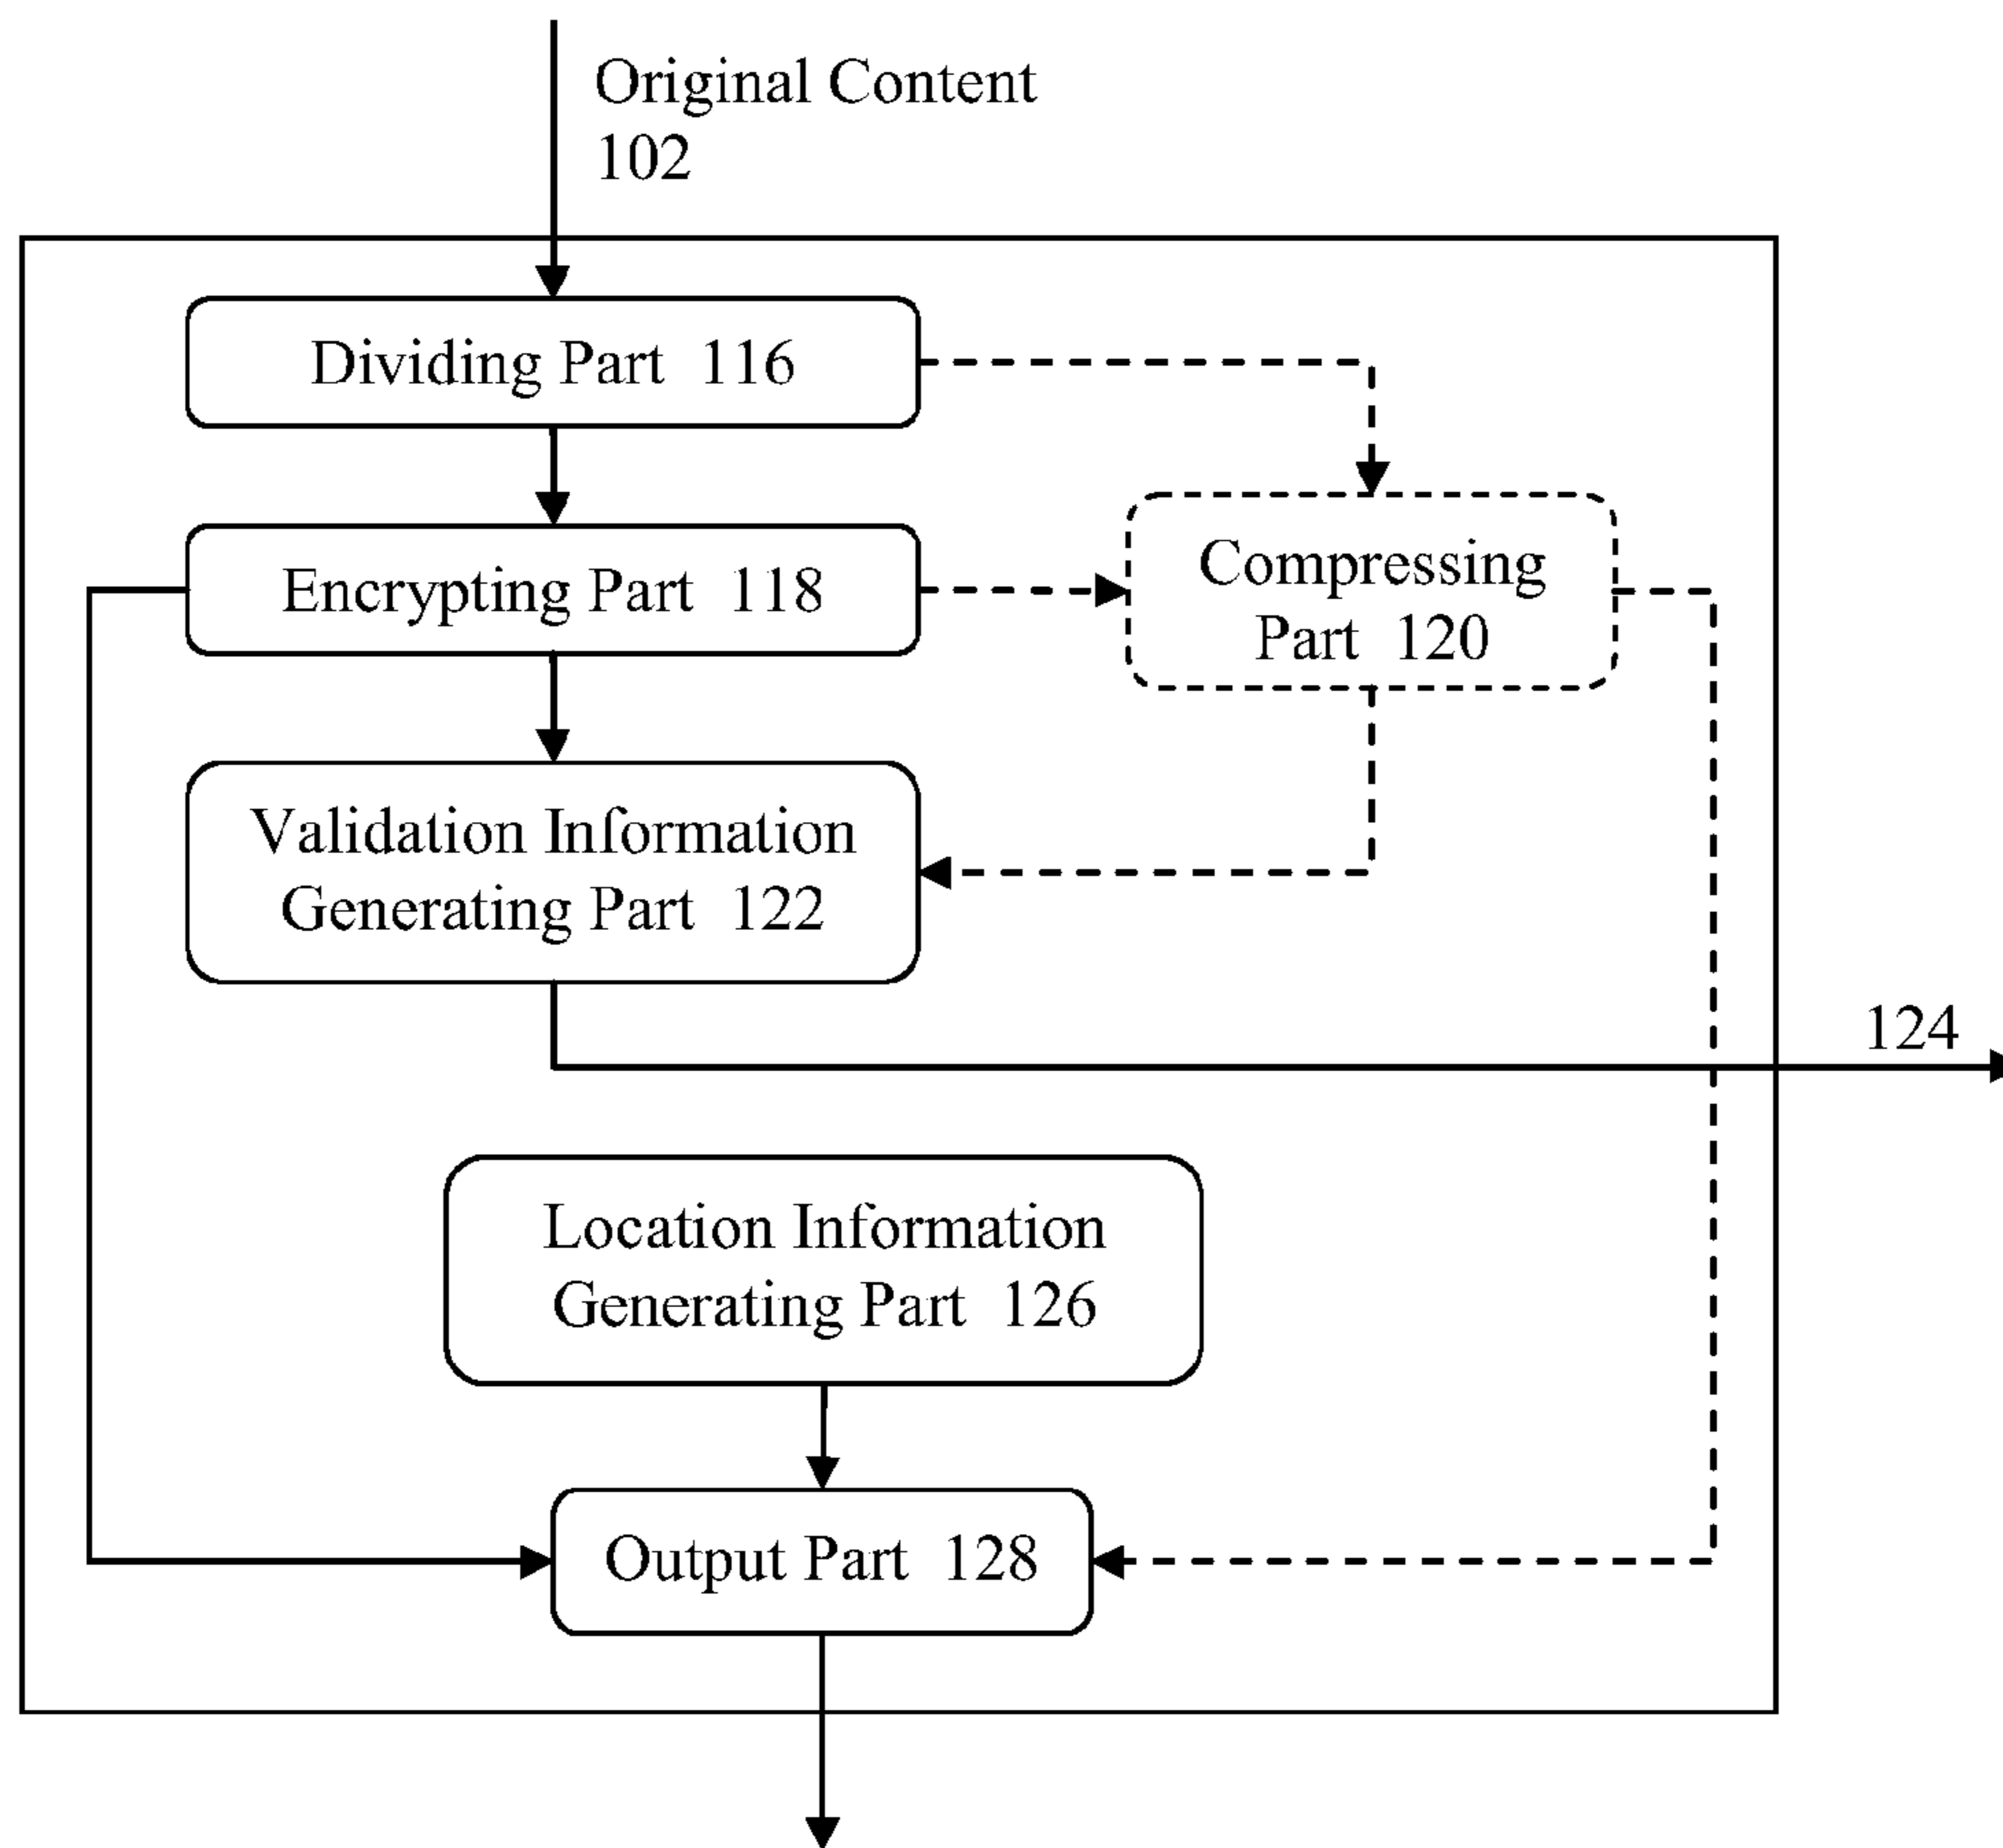 Original Content
102
Dividing Part 116
Encrypting Part 118
Compressing
Part 120
Validation Information
Generating Part 122
124
Location Information
Generating Part 126
Output Part 128